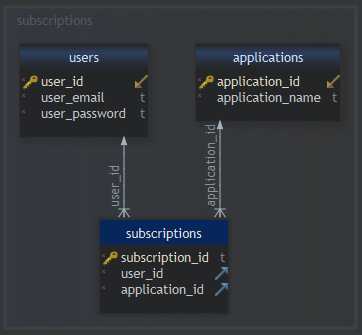 subscriptions
users
user_id
user_email t
user_password t
applications
application_id
application_name t
user_id
application_id
subscriptions
subscription_id t
user_id
application_id